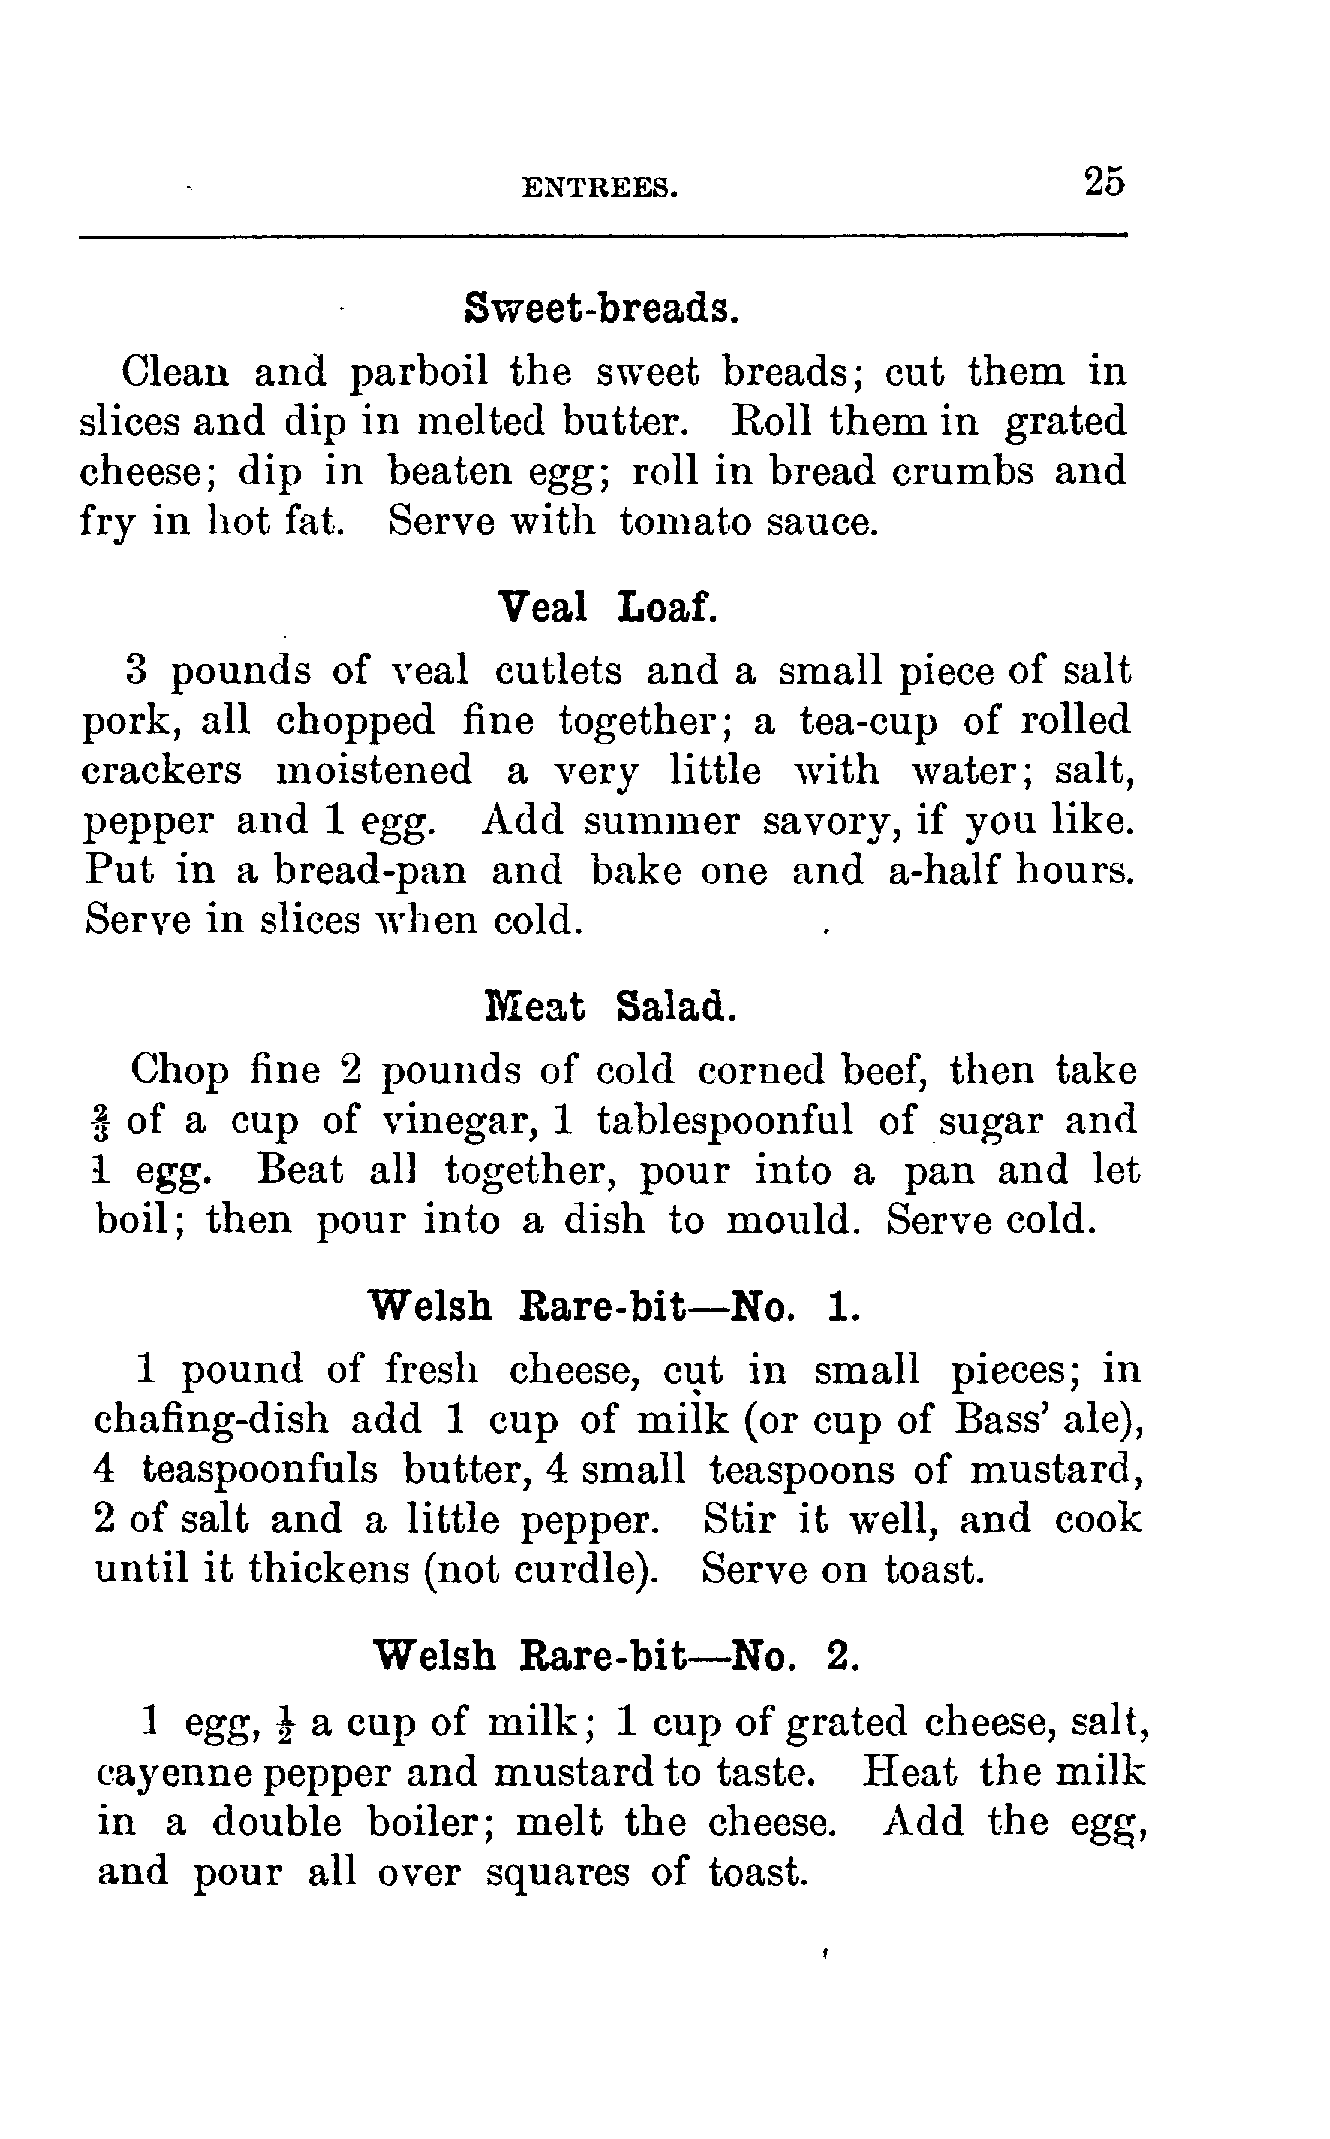 ENTREES. 25
Sweet-breads.
Clean and parboil the sweet breads; cut them in
slices and dip in melted butter. Roll them in grated
cheese; dip in beaten egg; roll in bread crumbs and
fry in hot fat. Serve with tomato sauce.
Veal Loaf.
3 pounds of veal cutlets and a small piece of salt
pork, all chopped fine together; a tea-cup of rolled
crackers moistened a very little with water; salt,
pepper and 1 egg. Add summer savory, if you like.
Put in a bread-pan and bake one and a-half hours.
Serve in slices when cold.
Meat Salad.
Chop fine 2 pounds of cold corned beef, then take
⅔ of a cup of vinegar, 1 tablespoonful of sugar and
1 egg. Beat all together, pour into a pan and let
boil; then pour into a dish to mould. Serve cold.
Welsh Rare-bit—No. 1.
1 pound of fresh cheese, cut in small pieces; in
chafing-dish add 1 cup of milk (or cup of Bass' ale),
4 teaspoonfuls butter, 4 small teaspoons of mustard,
2 of salt and a little pepper. Stir it well, and cook
until it thickens (not curdle). Serve on toast.
Welsh Rare-bit—No. 2.
1 egg, ½ a cup of milk; 1 cup of grated cheese, salt,
cayenne pepper and mustard to taste. Heat the milk
in a double boiler; melt the cheese. Add the egg,
and pour all over squares of toast.